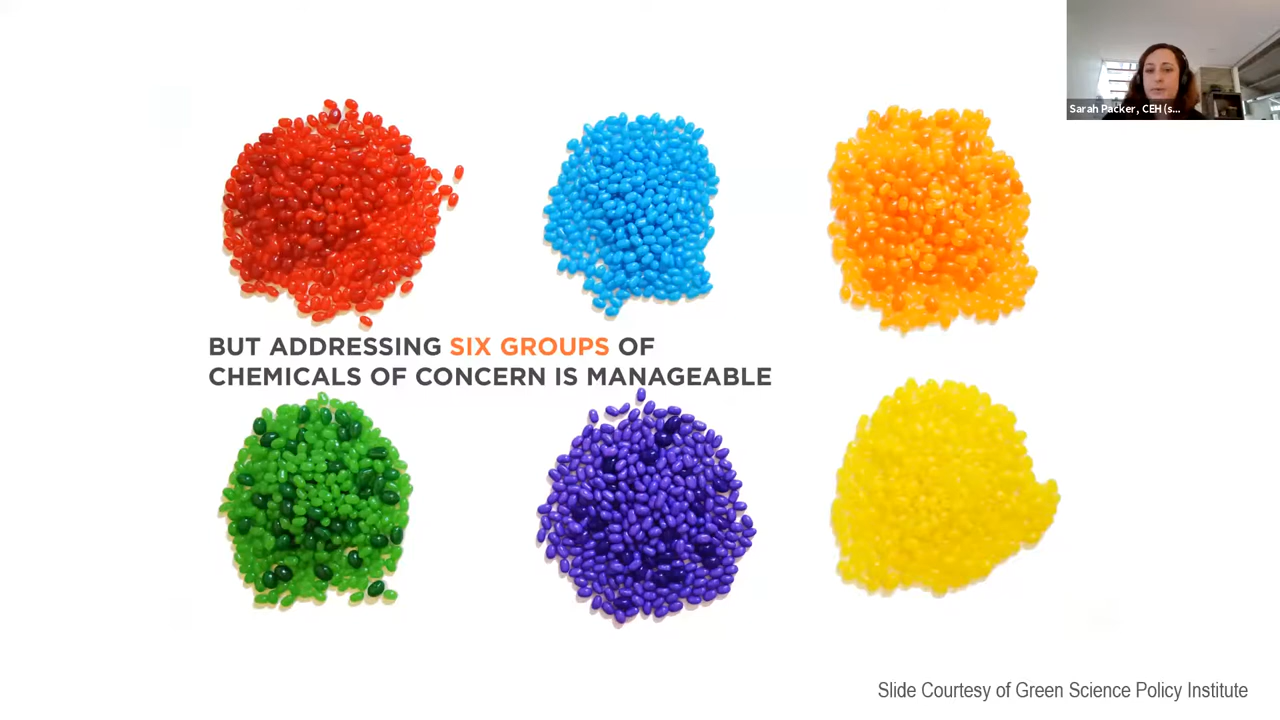 Sarah Packer, CEH (s...
BUT ADDRESSING SIX GROUPS OF
CHEMICALS OF CONCERN IS MANAGEABLE
Slide Courtesy of Green Science Policy Institute